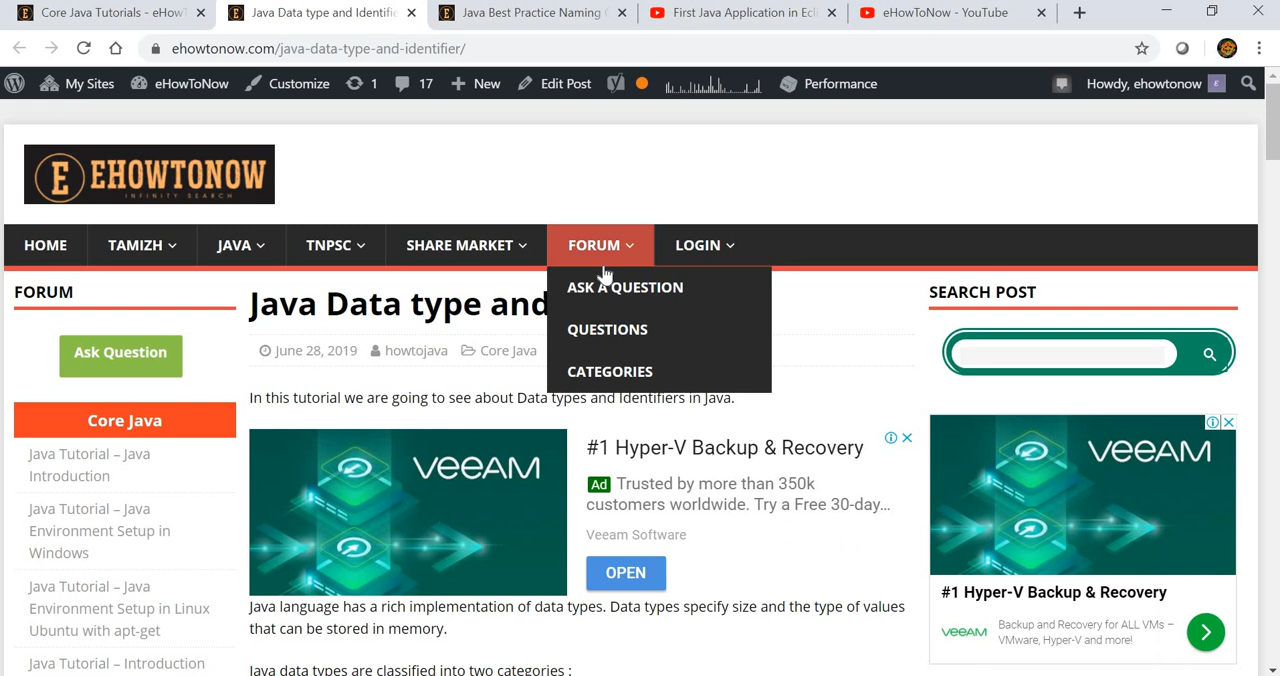 Core Java Tutorials - eHowT
Java Data type and Identifie
Java Best Practice Naming C
First Java Application in Ecl
eHowToNow - YouTube
ehowtonow.com/java-data-type-and-identifier/
My Sites
eHowToNow
Customize
1
17
New
Edit Post
Performance
Howdy, ehowtonow
E EHOWTONOW
INFINITY SEARCH
HOME
TAMIZH
JAVA
TNPSC
SHARE MARKET
FORUM
LOGIN
ASK A QUESTION
QUESTIONS
CATEGORIES
FORUM
Ask Question
Core Java
Java Tutorial – Java
Introduction
Java Tutorial – Java
Environment Setup in
Windows
Java Tutorial – Java
Environment Setup in Linux
Ubuntu with apt-get
Java Tutorial – Introduction
Java Data type and
June 28, 2019
howtojava
Core Java
In this tutorial we are going to see about Data types and Identifiers in Java.
VEEAM
#1 Hyper-V Backup & Recovery
Ad Trusted by more than 350k
customers worldwide. Try a Free 30-day...
Veeam Software
OPEN
Java language has a rich implementation of data types. Data types specify size and the type of values
that can be stored in memory.
Java data types are classified into two categories :
SEARCH POST
VEEAM
#1 Hyper-V Backup & Recovery
VEEAM
Backup and Recovery for ALL VMs –
VMware, Hyper-V and more!